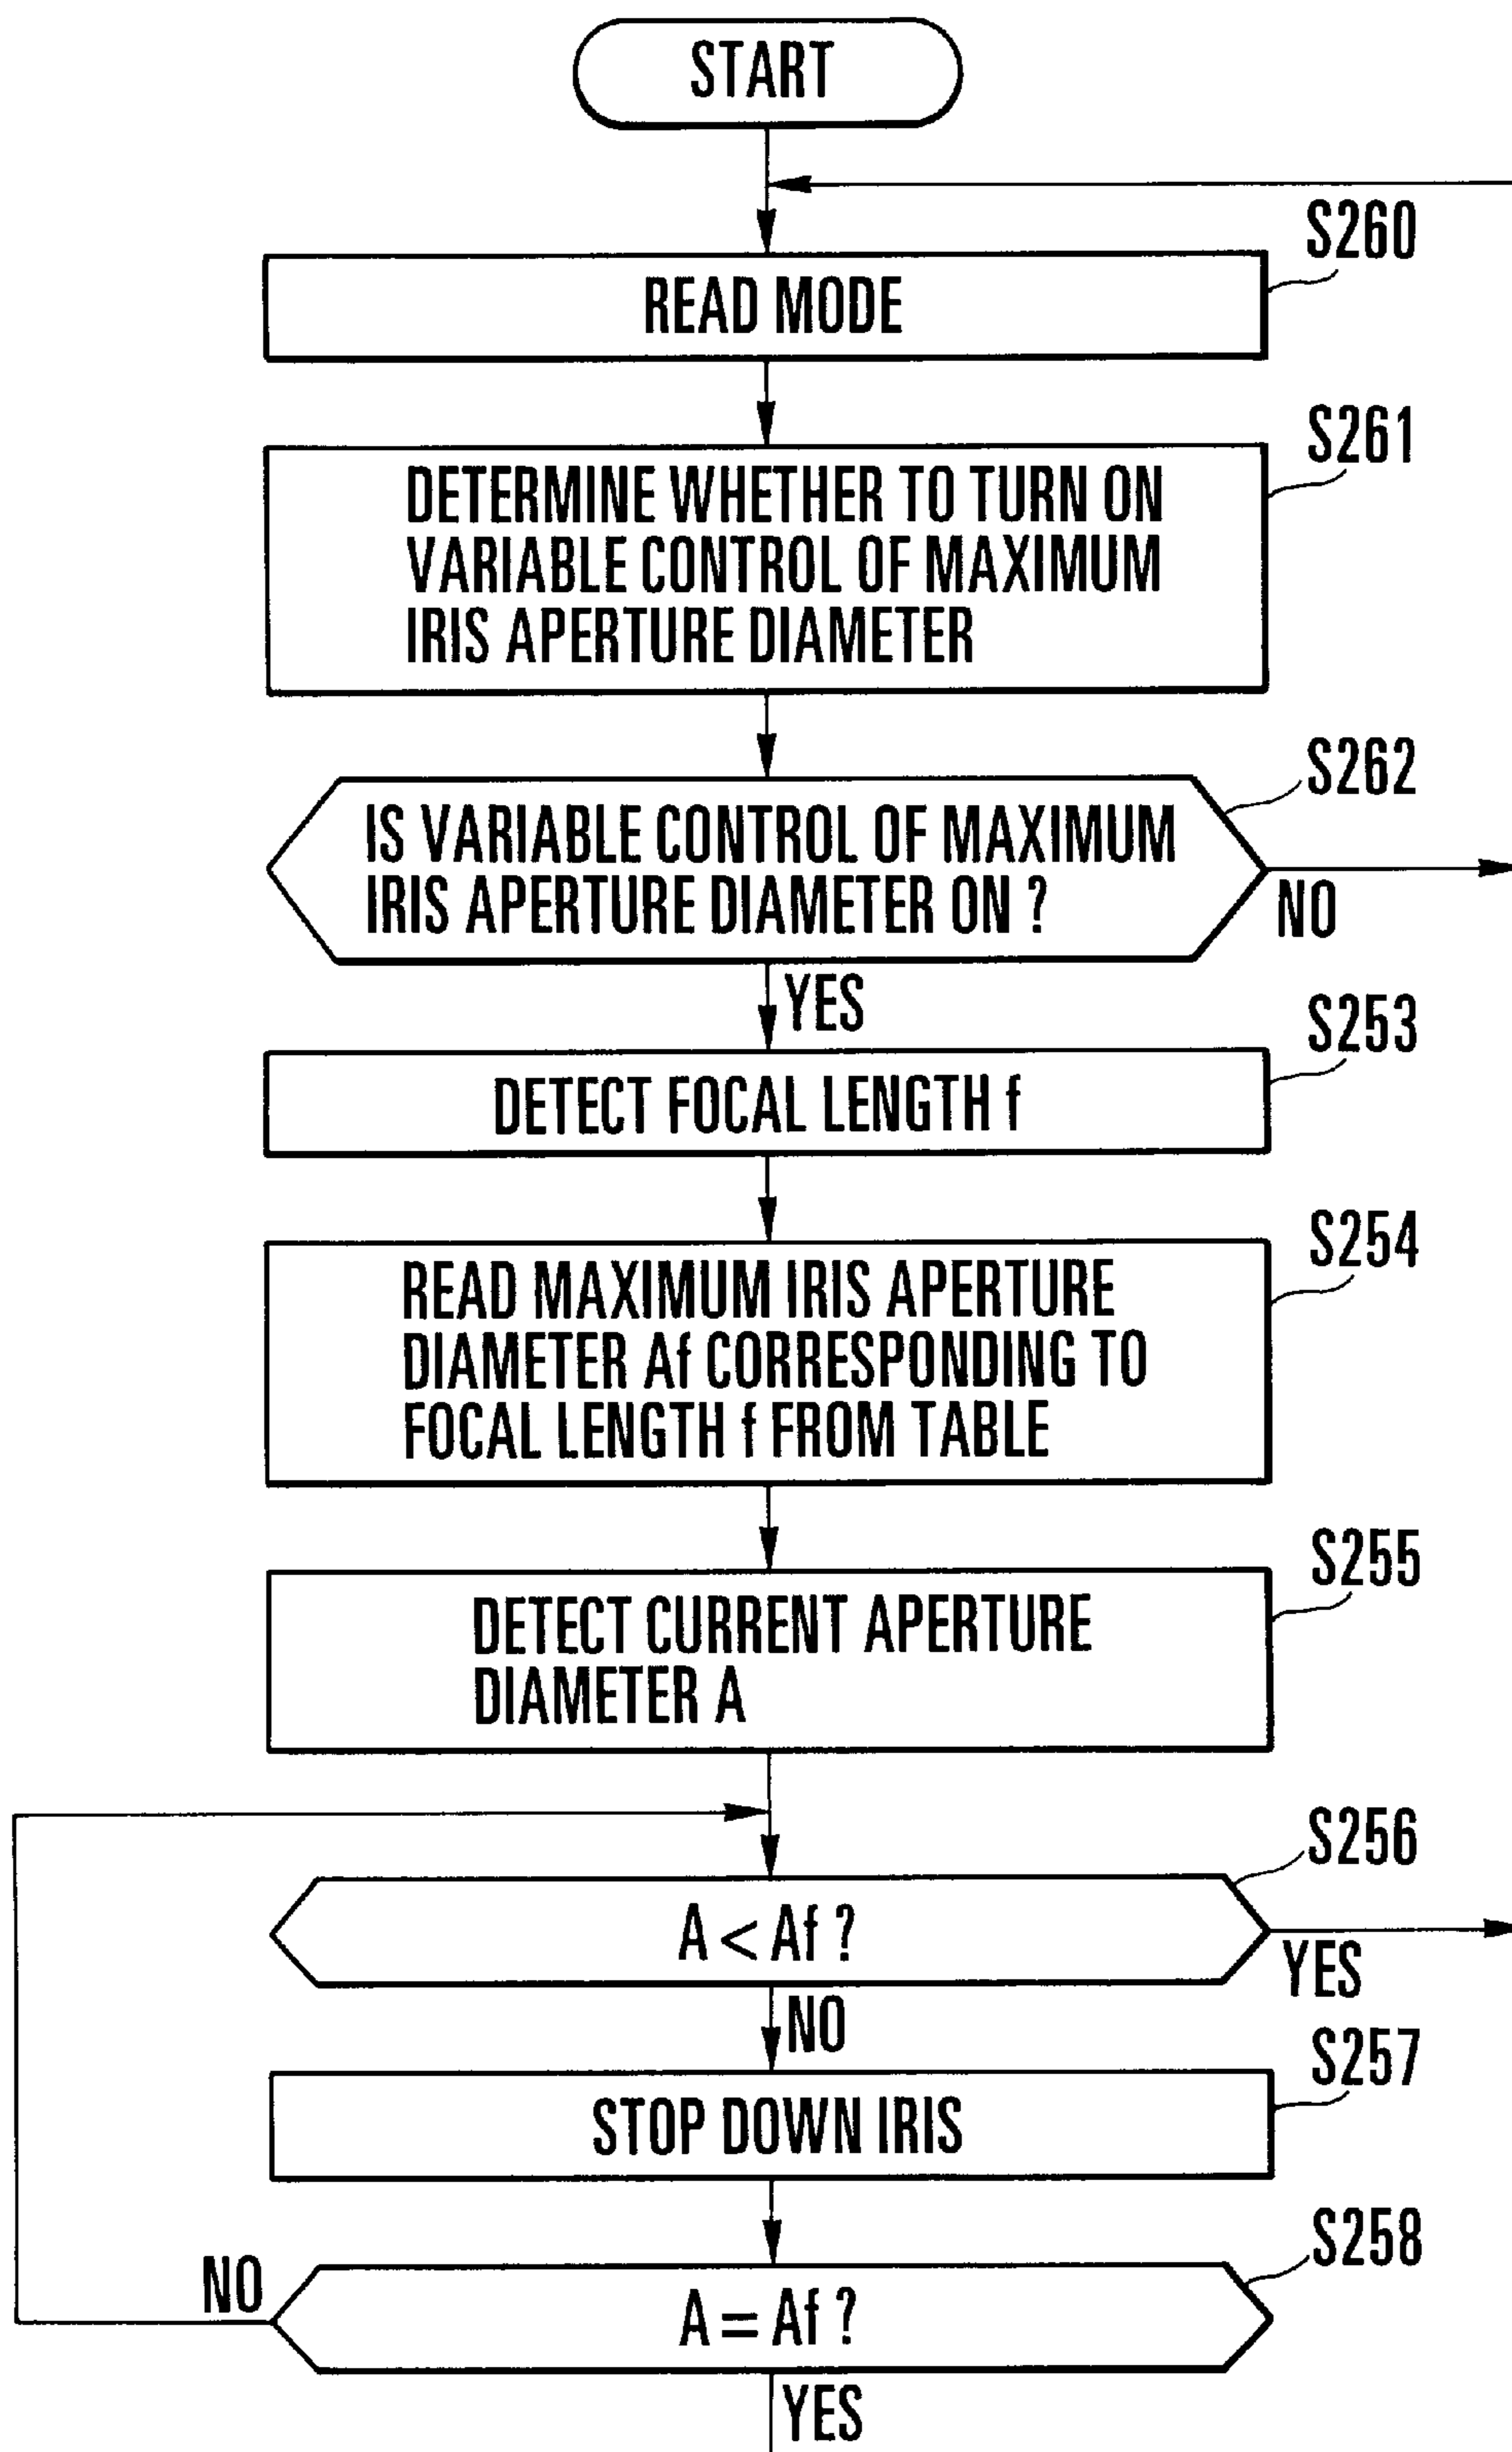 START
S260
READ MODE
S261
DETERMINE WHETHER TO TURN ON
VARIABLE CONTROL OF MAXIMUM
IRIS APERTURE DIAMETER
S262
IS VARIABLE CONTROL OF MAXIMUM
IRIS APERTURE DIAMETER ON ?
NO
YES
S253
DETECT FOCAL LENGTH f
S254
READ MAXIMUM IRIS APERTURE
DIAMETER Af CORRESPONDING TO
FOCAL LENGTH f FROM TABLE
S255
DETECT CURRENT APERTURE
DIAMETER A
S256
A < Af ?
YES
NO
S257
STOP DOWN IRIS
S258
NO
A = Af ?
YES